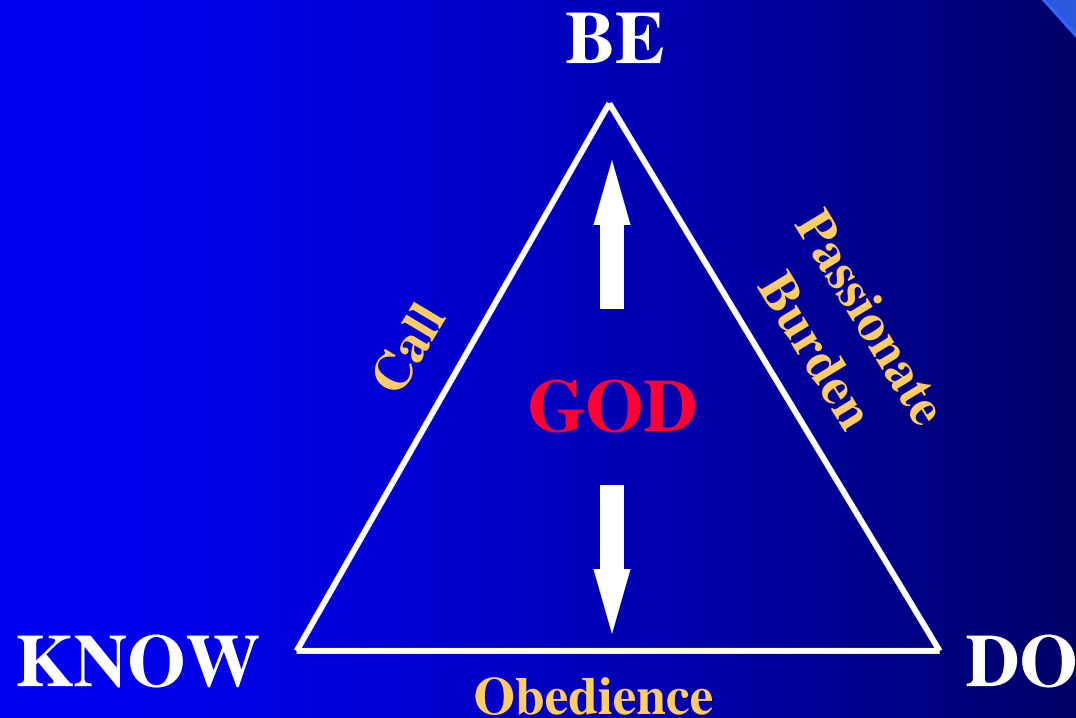 BE
Call
Passionate
Burden
GOD
KNOW
DO
Obedience